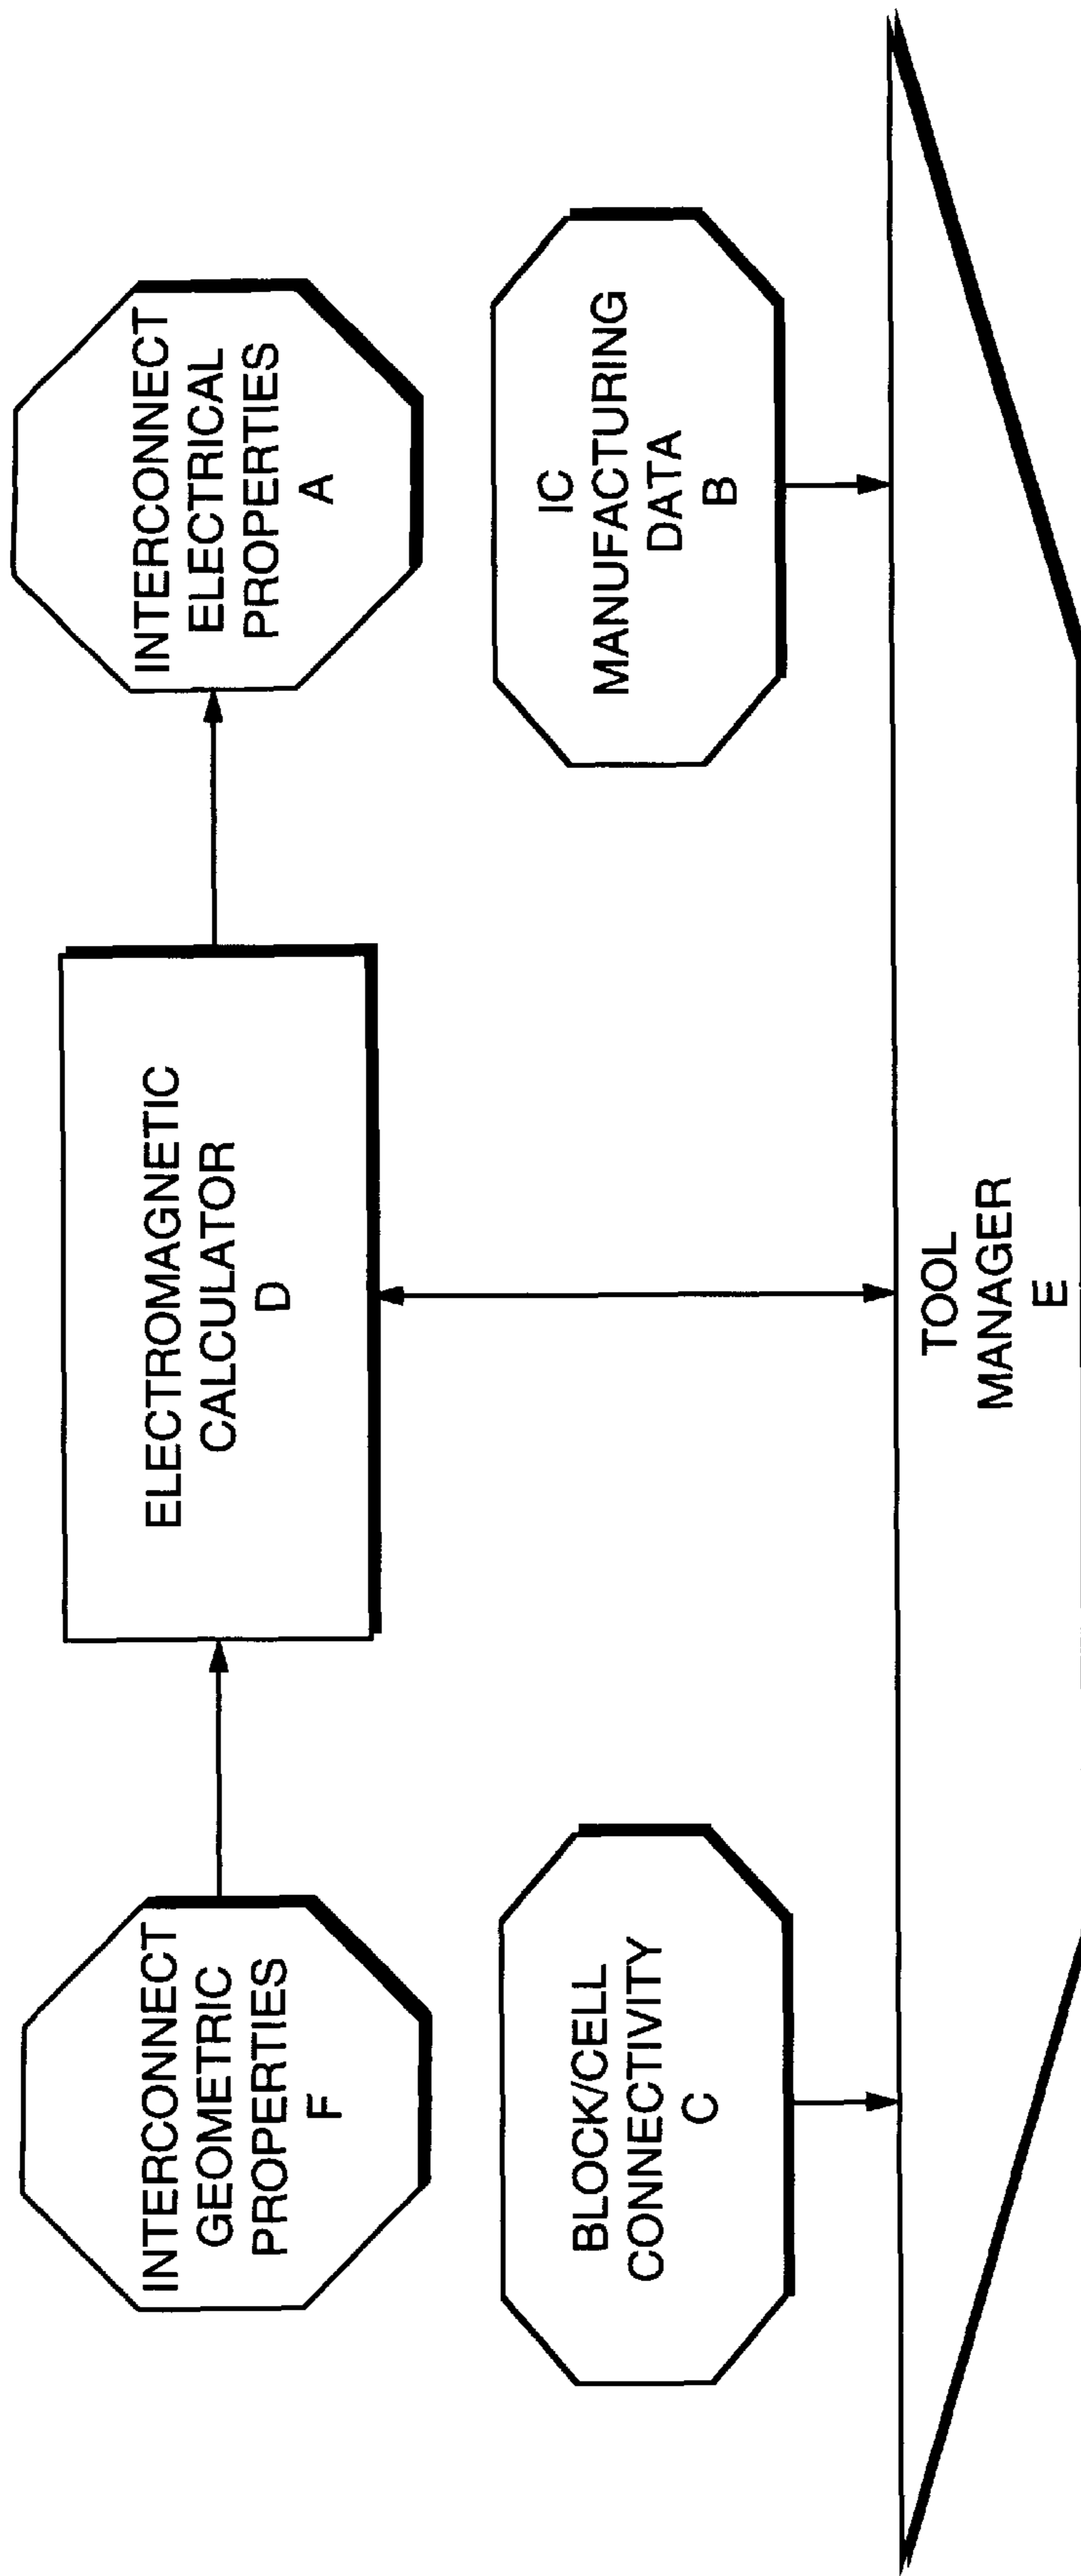 INTERCONNECT
GEOMETRIC
PROPERTIES
F
ELECTROMAGNETIC
CALCULATOR
D
INTERCONNECT
ELECTRICAL
PROPERTIES
A
BLOCK/CELL
CONNECTIVITY
C
IC
MANUFACTURING
DATA
B
TOOL
MANAGER
E